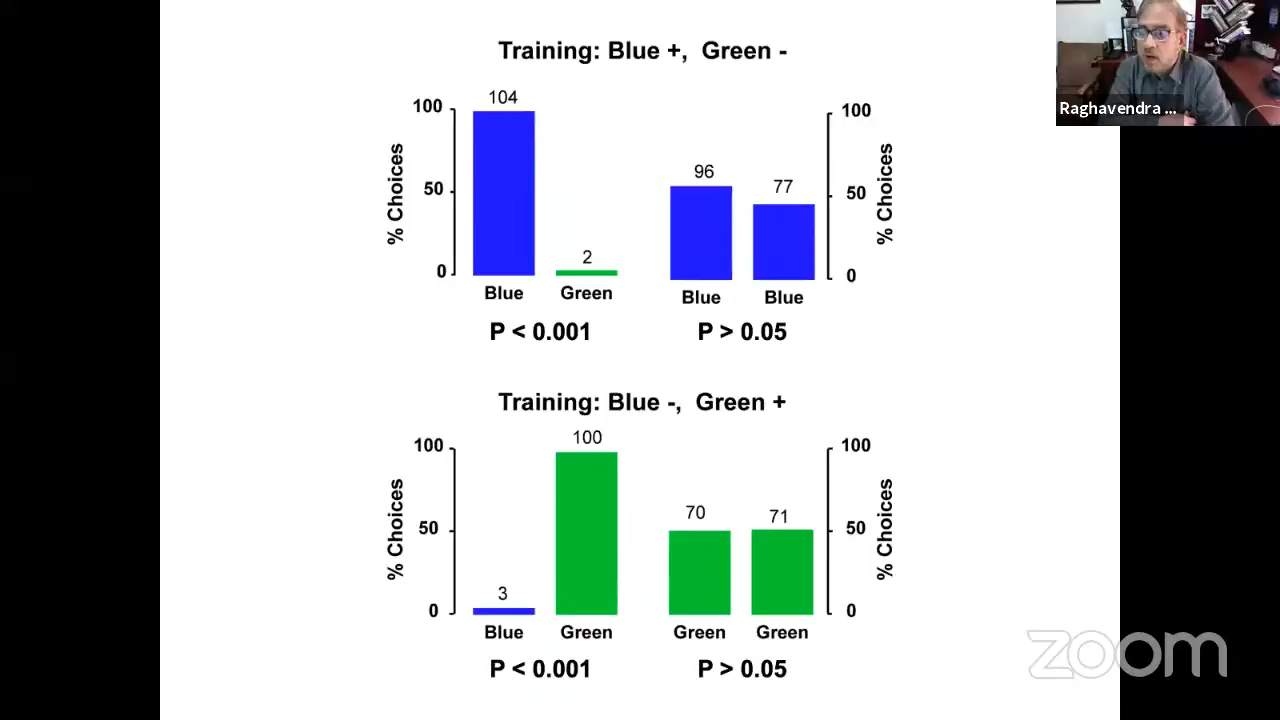 Training: Blue +, Green -
Raghavendra ...
104
100
% Choices
50
0
2
Blue
Green
P < 0.001
100
% Choices
50
0
96
77
Blue
Blue
P > 0.05
Training: Blue -, Green +
100
% Choices
50
0
3
100
Blue
Green
P < 0.001
100
% Choices
50
0
70
71
Green
Green
P > 0.05
zoom